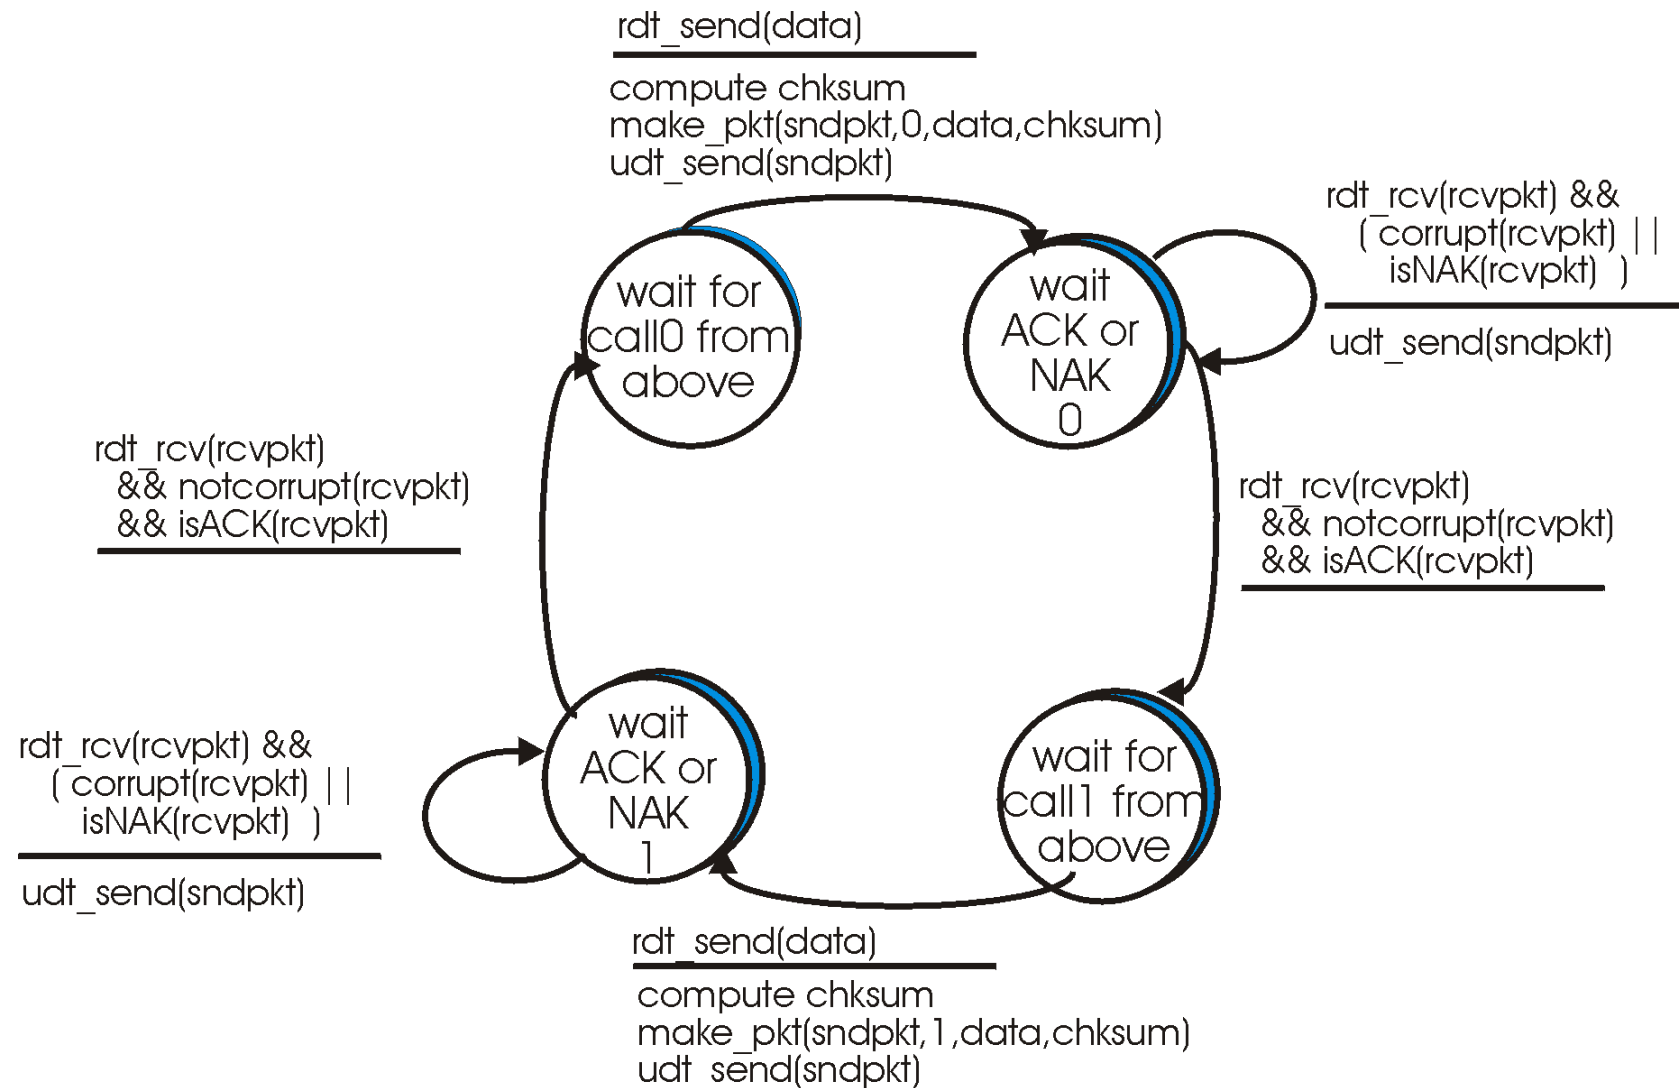 rdt_send(data)
compute chksum
make_pkt(sndpkt,0,data,chksum)
udt_send(sndpkt)
rdt_rcv(rcvpkt) &&
( corrupt(rcvpkt) ||
isNAK(rcvpkt) )
udt_send(sndpkt)
wait for
call0 from
above
wait
ACK or
NAK
0
rdt_rcv(rcvpkt)
&& notcorrupt(rcvpkt)
&& isACK(rcvpkt)
rdt_rcv(rcvpkt)
&& notcorrupt(rcvpkt)
&& isACK(rcvpkt)
rdt_rcv(rcvpkt) &&
( corrupt(rcvpkt) ||
isNAK(rcvpkt) )
udt_send(sndpkt)
wait
ACK or
NAK
1
wait for
call1 from
above
rdt_send(data)
compute chksum
make_pkt(sndpkt,1,data,chksum)
udt_send(sndpkt)